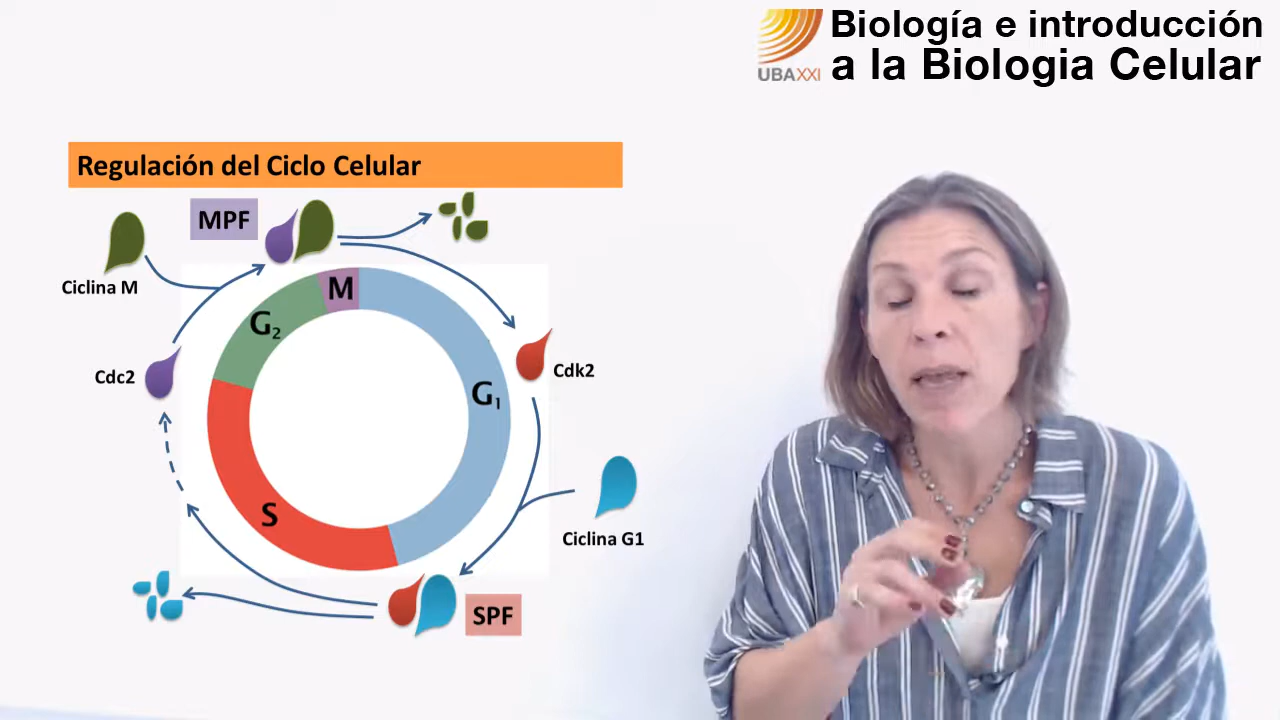 Biología e introducción
a la Biologia Celular
UBAXXI
Regulación del Ciclo Celular
MPF
Ciclina M
M
G₂
Cdc2
Cdk2
G₁
S
Ciclina G1
SPF